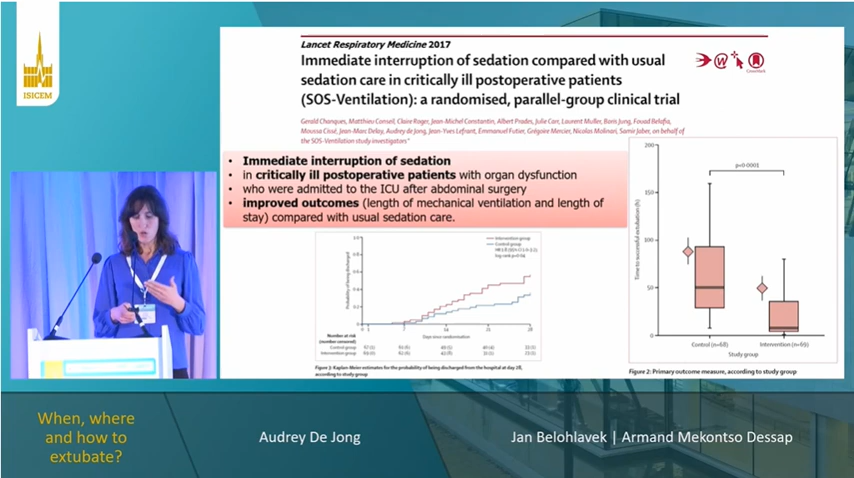 ISICEM
Lancet Respiratory Medicine 2017
Immediate interruption of sedation compared with usual
sedation care in critically ill postoperative patients
(SOS-Ventilation): a randomised, parallel-group clinical trial
Gerald Chanques, Matthieu Conseil, Claire Roger, Jean-Michel Constantin, Albert Prades, Julie Carr, Laurent Muller, Boris Jung, Fouad Belafia,
Moussa Cissé, Jean-Marc Delay, Audrey de Jong, Jean-Yves Lefrant, Emmanuel Futier, Grégoire Mercier, Nicolas Molinari, Samir Jaber, on behalf of
the SOS-Ventilation study investigators*
• Immediate interruption of sedation
• in critically ill postoperative patients with organ dysfunction
• who were admitted to the ICU after abdominal surgery
• improved outcomes (length of mechanical ventilation and length of
stay) compared with usual sedation care.
Intervention group
Control group
Probability of being discharged
Days since randomisation
Number at risk
(number censored)
Control group
Intervention group
Figure 3: Kaplan-Meier estimates for the probability of being discharged from the hospital at day 28,
according to study group
200
150
100
50
0
Time to successful extubation (h)
Control (n=68)
Intervention (n=69)
Study group
Figure 2: Primary outcome measure, according to study group
When, where
and how to
extubate?
Audrey De Jong
Jan Belohlavek | Armand Mekontso Dessap